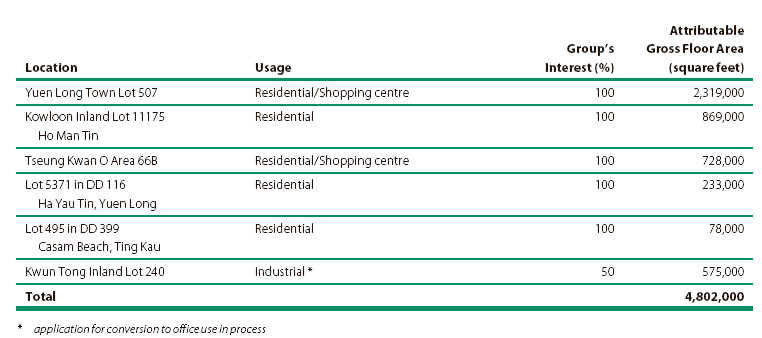 Attributable
Group's Gross Floor Area
Location Usage Interest (%) (square feet)
Yuen Long Town Lot 507 Residential/Shopping centre 100 2,319,000
Kowloon Inland Lot 11175 Residential 100 869,000
Ho Man Tin
Tseung Kwan O Area 66B Residential/Shopping centre 100 728,000
Lot 5371 in DD 116 Residential 100 233,000
Ha Yau Tin, Yuen Long
Lot 495 in DD 399 Residential 100 78,000
Casam Beach, Ting Kau
Kwun Tong Inland Lot 240 Industrial * 50 575,000
Total 4,802,000
* application for conversion to office use in process